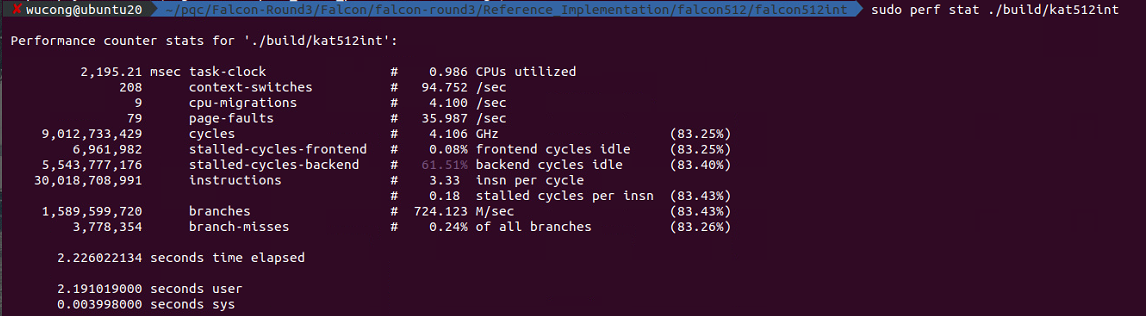 ✘ wucong@ubuntu20 ~/pqc/Falcon-Round3/Falcon/falcon-round3/Reference_Implementation/falcon512/falcon512int sudo perf stat ./build/kat512int
Performance counter stats for './build/kat512int':
2,195.21 msec task-clock # 0.986 CPUs utilized
208 context-switches # 94.752 /sec
9 cpu-migrations # 4.100 /sec
79 page-faults # 35.987 /sec
9,012,733,429 cycles # 4.106 GHz (83.25%)
6,961,982 stalled-cycles-frontend # 0.08% frontend cycles idle (83.25%)
5,543,777,176 stalled-cycles-backend # 61.51% backend cycles idle (83.40%)
30,018,708,991 instructions # 3.33 insn per cycle
# 0.18 stalled cycles per insn (83.43%)
1,589,599,720 branches # 724.123 M/sec (83.43%)
3,778,354 branch-misses # 0.24% of all branches (83.26%)
2.226022134 seconds time elapsed
2.191019000 seconds user
0.003998000 seconds sys